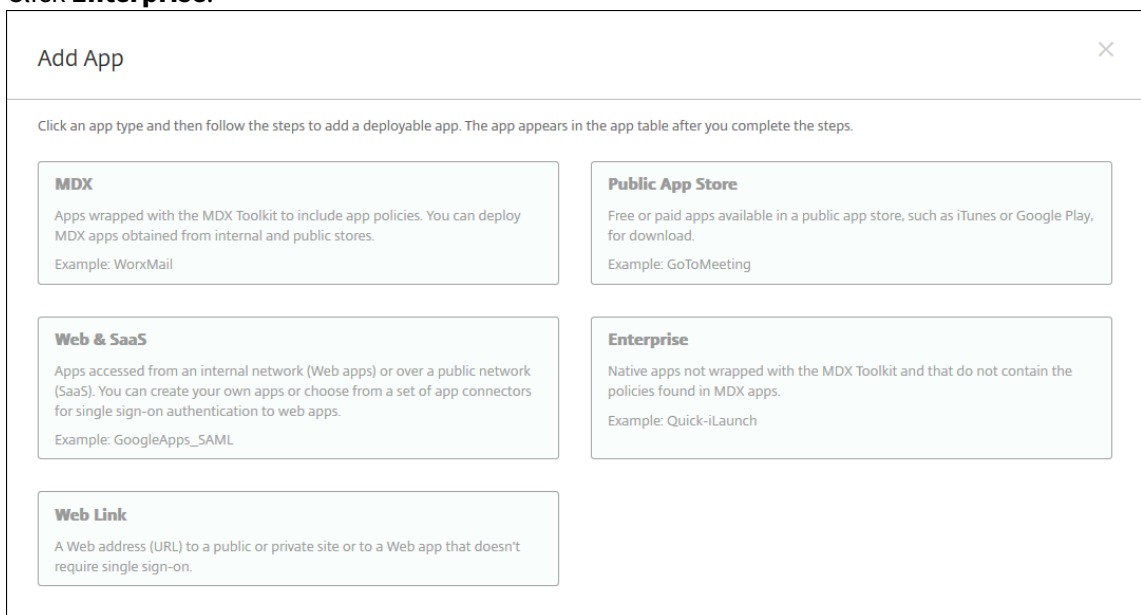 Click Enterprise.
Add App
Click an app type and then follow the steps to add a deployable app. The app appears in the app table after you complete the steps.
MDX
Apps wrapped with the MDX Toolkit to include app policies. You can deploy
MDX apps obtained from internal and public stores.
Example: WorxMail
Public App Store
Free or paid apps available in a public app store, such as iTunes or Google Play,
for download.
Example: GoToMeeting
Web & SaaS
Apps accessed from an internal network (Web apps) or over a public network
(SaaS). You can create your own apps or choose from a set of app connectors
for single sign-on authentication to web apps.
Example: GoogleApps_SAML
Enterprise
Native apps not wrapped with the MDX Toolkit and that do not contain the
policies found in MDX apps.
Example: Quick-iLaunch
Web Link
A Web address (URL) to a public or private site or to a Web app that doesn't
require single sign-on.